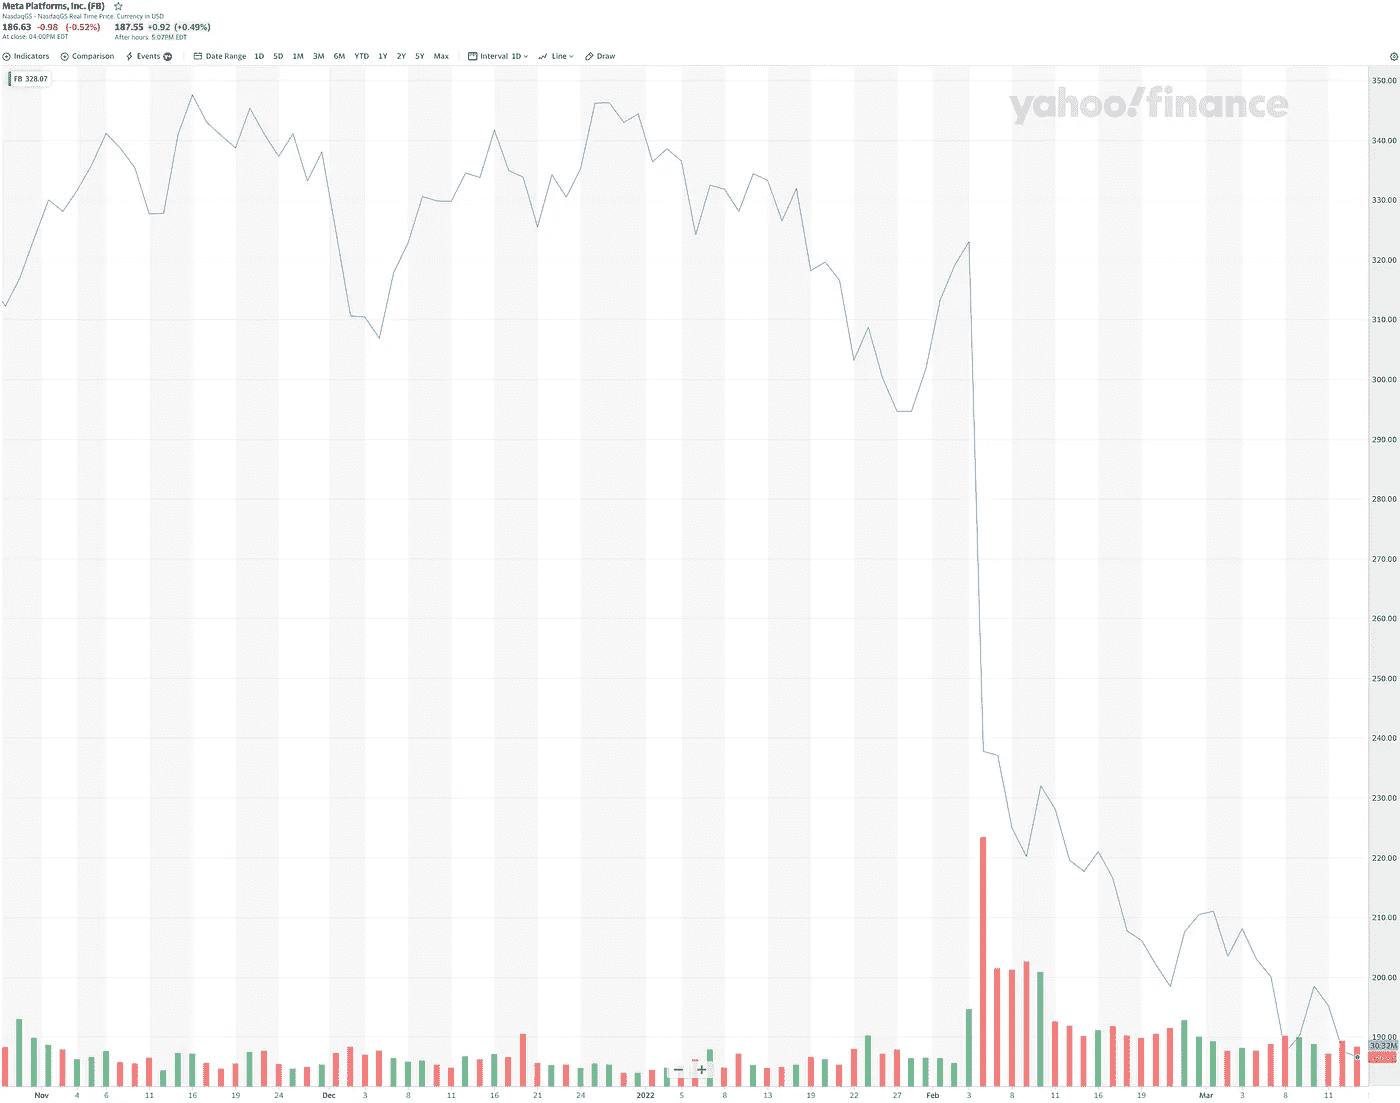 Meta Platforms, Inc. (FB)
NasdaqGS - NasdaqGS Real Time Price. Currency in USD
186.63 -0.98 (-0.52%) 187.55 +0.92 (+0.49%)
At close: 04:00PM EDT After hours: 5:07PM EDT
Indicators Comparison Events Date Range 1D 5D 1M 3M 6M YTD 1Y 2Y 5Y Max Interval 1D Line Draw
FB 328.07
yahoo!finance
350.00
340.00
330.00
320.00
310.00
300.00
290.00
280.00
270.00
260.00
250.00
240.00
230.00
220.00
210.00
200.00
190.00
30.32M
Nov 4 6 11 16 19 24 Dec 3 8 11 16 21 24 2022 5 8 13 19 22 27 Feb 3 8 11 16 19 24 Mar 3 8 11